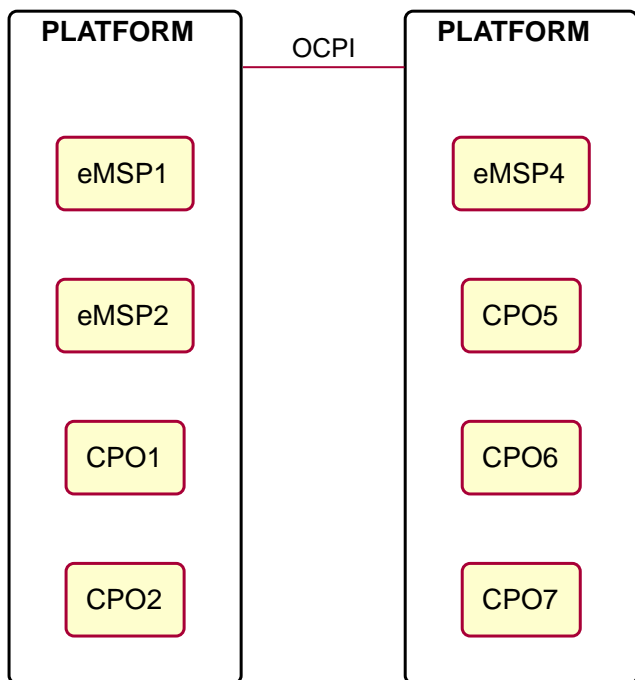 PLATFORM
eMSP1
eMSP2
CPO1
CPO2
OCPI
PLATFORM
eMSP4
CPO5
CPO6
CPO7